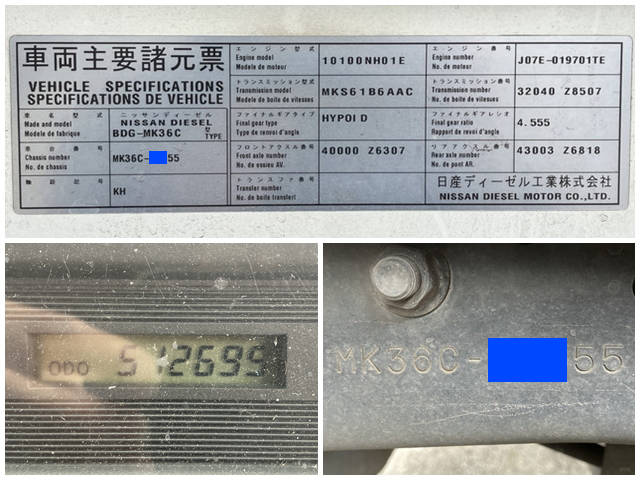 車両主要諸元票
VEHICLE SPECIFICATIONS
SPECIFICATIONS DE VEHICLE
車名型式
Made and model
Modele de fabrique
ニッサンディーゼル
NISSAN DIESEL
BDG-MK36C
型
TYPE
車台番号
Chassis number
No. de chassis
MK36C-
55
KH
エンジン型式
Engine model
Modele de moteur
10100NH01E
トランスミッション型式
Transmission model
Modele de boite de vitesses
MKS61B6AAC
ファイナルギアタイプ
Final gear type
Type de renvoi d'angle
HYPOID
フロントアクスル番号
Front axle number
No. de essieu AV.
40000 Z6307
トランスファ番号
Transfer number
No. de boite transfert
エンジン番号
Engine number
No. de moteur
J07E-019701TE
トランスミッション番号
Transmission number
No. de boite de vitesses
32040 Z8507
ファイナルギアレシオ
Final gear ratio
Rapport de renvoi d'angle
4.555
リアアクスル番号
Rear axle number
No. de pont AR.
43003 Z6818
日産ディーゼル工業株式会社
NISSAN DIESEL MOTOR CO.,LTD.
ODO
MK36C-
55